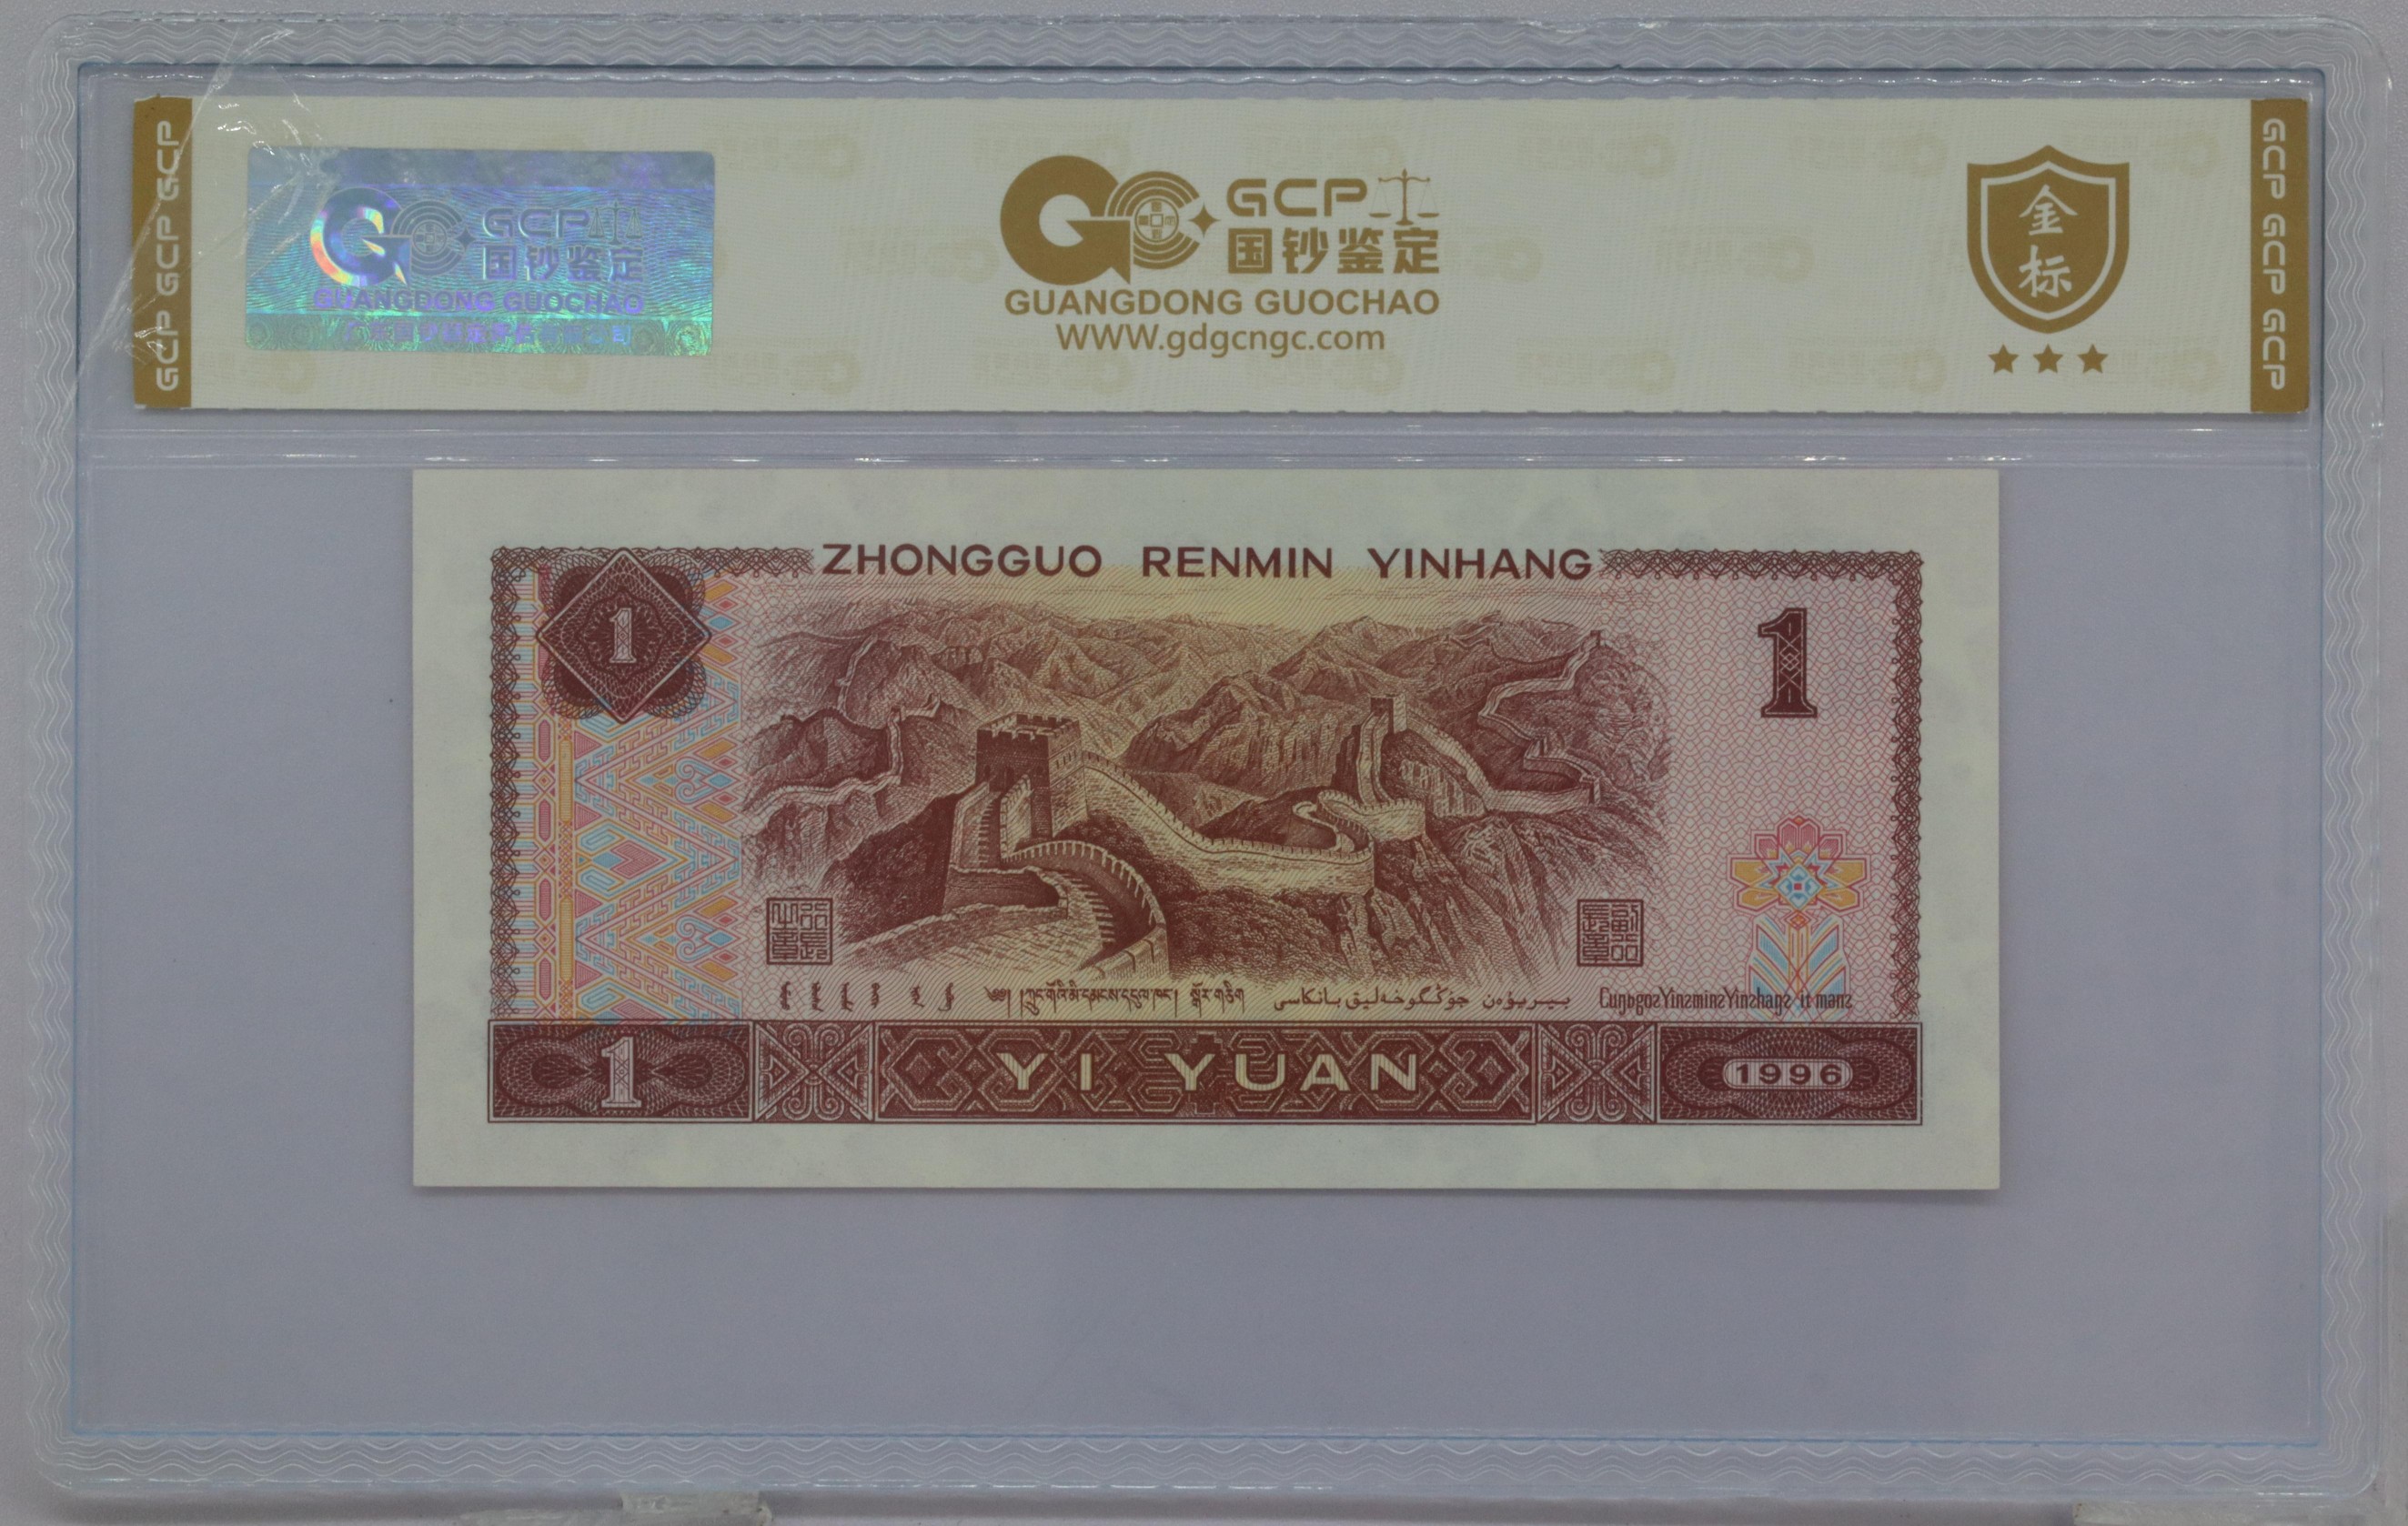 GCP GCP GCP
GCP
国钞鉴定
GUANGDONG GUOCHAO
GCP
国钞鉴定
GUANGDONG GUOCHAO
WWW.gdgcngc.com
金
标
GCP GCP GCP
ZHONGGUO RENMIN YINHANG
1
1
1
YI YUAN
1996